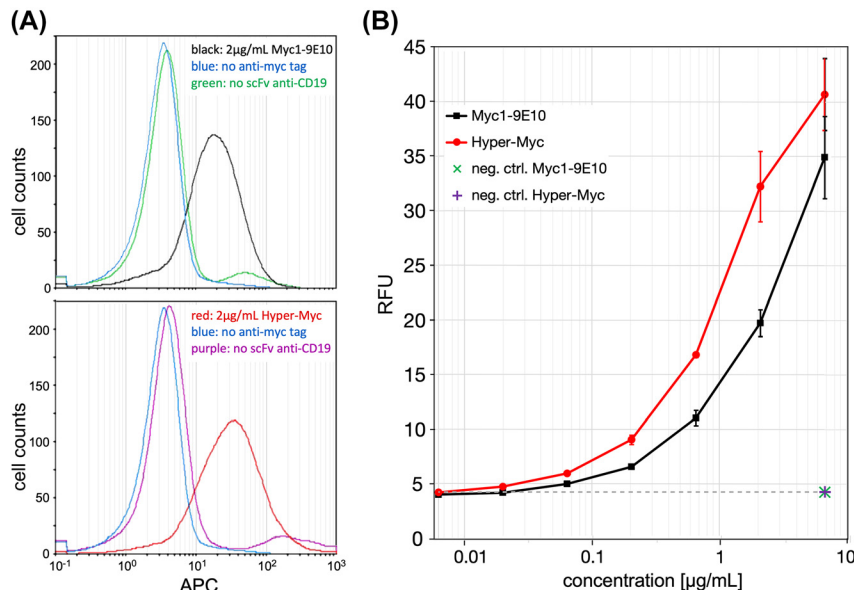 (A)
cell counts
200
150
100
50
0
black: 2µg/mL Myc1-9E10
blue: no anti-myc tag
green: no scFv anti-CD19
cell counts
200
150
100
50
0
red: 2µg/mL Hyper-Myc
blue: no anti-myc tag
purple: no scFv anti-CD19
10-1 10⁰ 10¹ 10² 10³
APC
(B)
RFU
45
40
35
30
25
20
15
10
5
0
Myc1-9E10
Hyper-Myc
neg. ctrl. Myc1-9E10
neg. ctrl. Hyper-Myc
0.01 0.1 1 10
concentration [µg/mL]